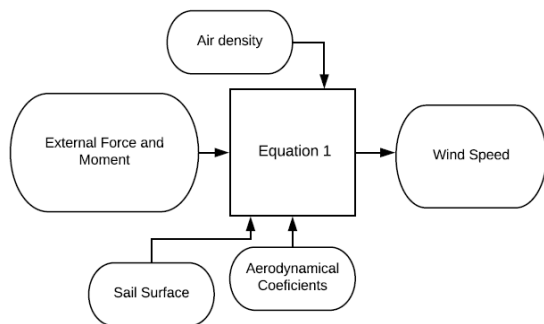 Air density
External Force and
Moment
Equation 1
Wind Speed
Aerodynamical
Coeficients
Sail Surface